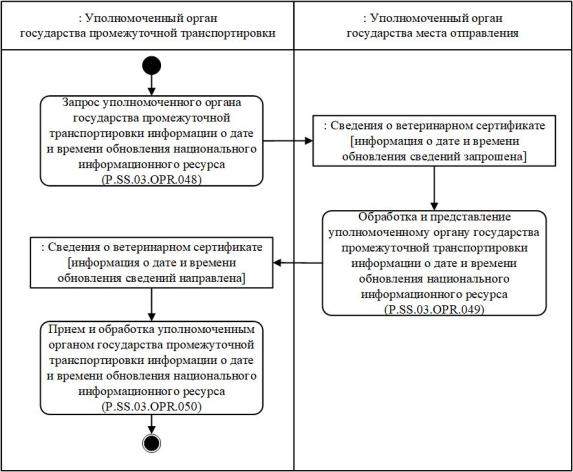 : Уполномоченный орган
государства промежуточной транспортировки
: Уполномоченный орган
государства места отправления
Запрос уполномоченного органа
государства промежуточной
транспортировки информации о дате
и времени обновления национального
информационного ресурса
(P.SS.03.OPR.048)
: Сведения о ветеринарном сертификате
[информация о дате и времени
обновления сведений запрошена]
Обработка и представление
уполномоченному органу государства
промежуточной транспортировки
информации о дате и времени
обновления национального
информационного ресурса
(P.SS.03.OPR.049)
: Сведения о ветеринарном сертификате
[информация о дате и времени
обновления сведений направлена]
Прием и обработка уполномоченным
органом государства промежуточной
транспортировки информации о дате
и времени обновления национального
информационного ресурса
(P.SS.03.OPR.050)